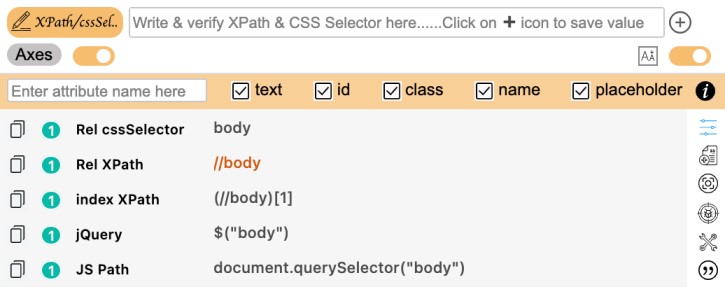 XPath/cssSel.. Write & verify XPath & CSS Selector here......Click on + icon to save value
Axes
Enter attribute name here text id class name placeholder i
1 Rel cssSelector body
1 Rel XPath //body
1 index XPath (//body)[1]
1 jQuery $("body")
1 JS Path document.querySelector("body")